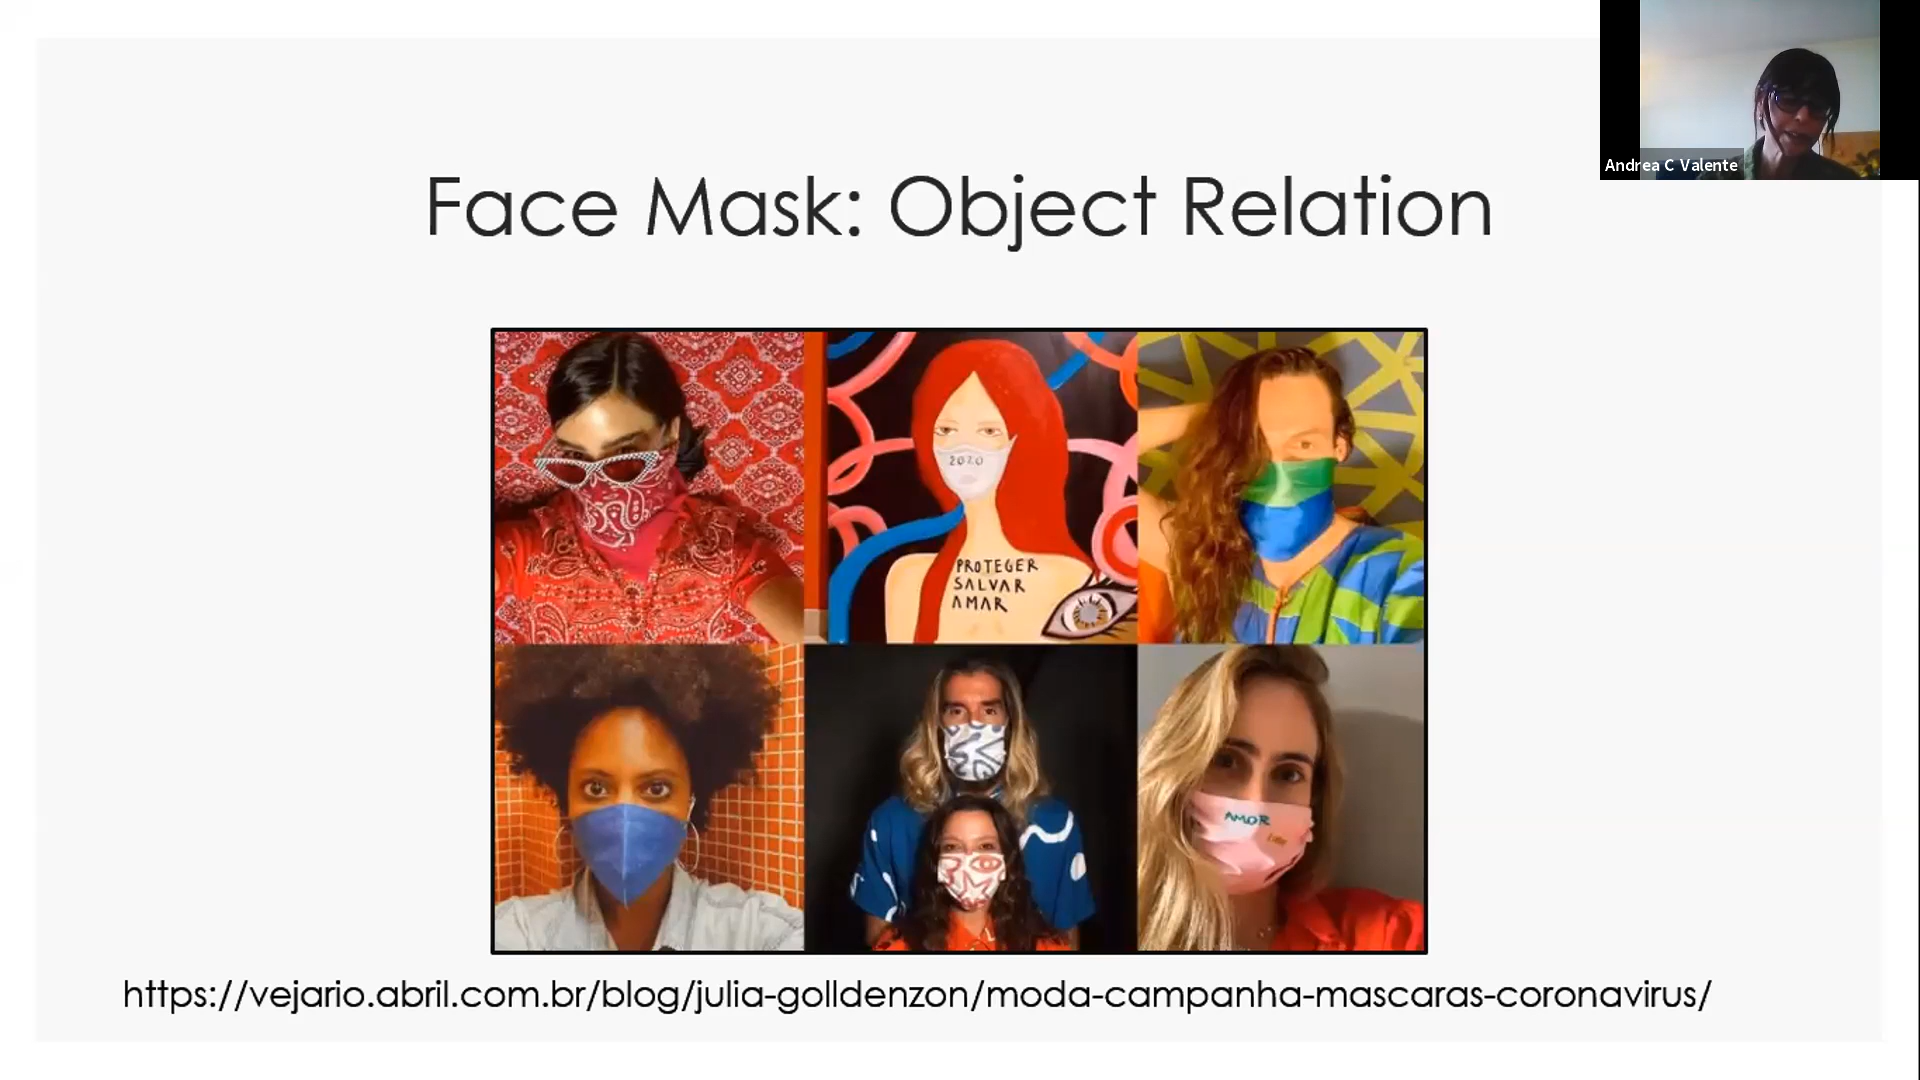 Andrea C Valente
Face Mask: Object Relation
2020
PROTEGER
SALVAR
AMAR
AMOR
https://vejario.abril.com.br/blog/julia-golldenzon/moda-campanha-mascaras-coronavirus/